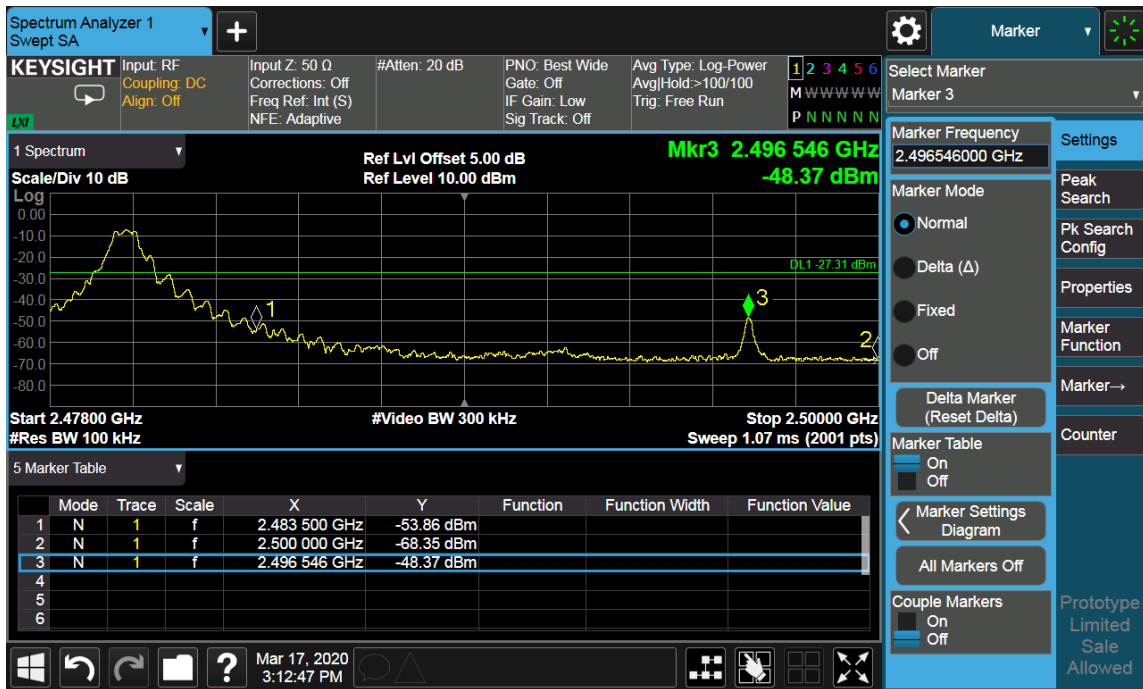 Spectrum Analyzer 1
Swept SA
Marker
KEYSIGHT
LXI
Input: RF
Coupling: DC
Align: Off
Input Z: 50 Ω
Corrections: Off
Freq Ref: Int (S)
NFE: Adaptive
#Atten: 20 dB
PNO: Best Wide
Gate: Off
IF Gain: Low
Sig Track: Off
Avg Type: Log-Power
Avg|Hold:>100/100
Trig: Free Run
1 2 3 4 5 6
M W W W W W
P N N N N N
Select Marker
Marker 3
1 Spectrum
Scale/Div 10 dB
Ref Lvl Offset 5.00 dB
Ref Level 10.00 dBm
Mkr3 2.496 546 GHz
-48.37 dBm
Log
0.00
-10.0
-20.0
-30.0
-40.0
-50.0
-60.0
-70.0
-80.0
DL1 -27.31 dBm
1
3
2
Start 2.47800 GHz
#Res BW 100 kHz
#Video BW 300 kHz
Stop 2.50000 GHz
Sweep 1.07 ms (2001 pts)
5 Marker Table
Mode Trace Scale X Y Function Function Width Function Value
1 N 1 f 2.483 500 GHz -53.86 dBm
2 N 1 f 2.500 000 GHz -68.35 dBm
3 N 1 f 2.496 546 GHz -48.37 dBm
4
5
6
Marker Frequency
2.496546000 GHz
Marker Mode
Normal
Delta (Δ)
Fixed
Off
Delta Marker
(Reset Delta)
Marker Table
On
Off
Marker Settings
Diagram
All Markers Off
Couple Markers
On
Off
Settings
Peak
Search
Pk Search
Config
Properties
Marker
Function
Marker→
Counter
Prototype
Limited
Sale
Allowed
?
Mar 17, 2020
3:12:47 PM